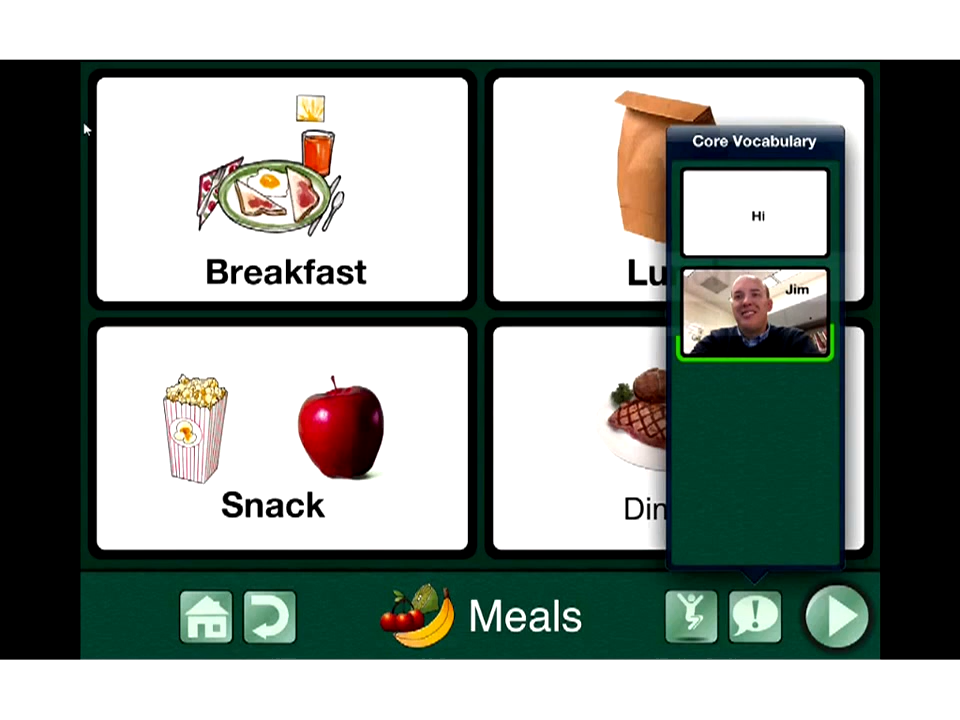 Core Vocabulary
Hi
Jim
Breakfast
Lu
Snack
Din
Meals